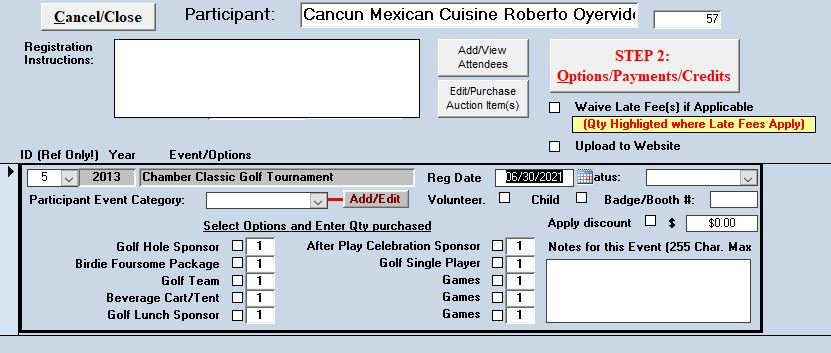 Cancel/Close Participant: Cancun Mexican Cuisine Roberto Oyervid 57
Registration Instructions:
Add/View Attendees
STEP 2: Options/Payments/Credits
Edit/Purchase Auction Item(s)
Waive Late Fee(s) if Applicable
(Qty Highligted where Late Fees Apply)
Upload to Website
ID (Ref Only!) Year Event/Options
5 2013 Chamber Classic Golf Tournament Reg Date 06/30/2021 atus:
Participant Event Category: Add/Edit Volunteer. Child Badge/Booth #:
Select Options and Enter Qty purchased Apply discount $ $0.00
Golf Hole Sponsor 1 After Play Celebration Sponsor 1 Notes for this Event (255 Char. Max
Birdie Foursome Package 1 Golf Single Player 1
Golf Team 1 Games 1
Beverage Cart/Tent 1 Games 1
Golf Lunch Sponsor 1 Games 1